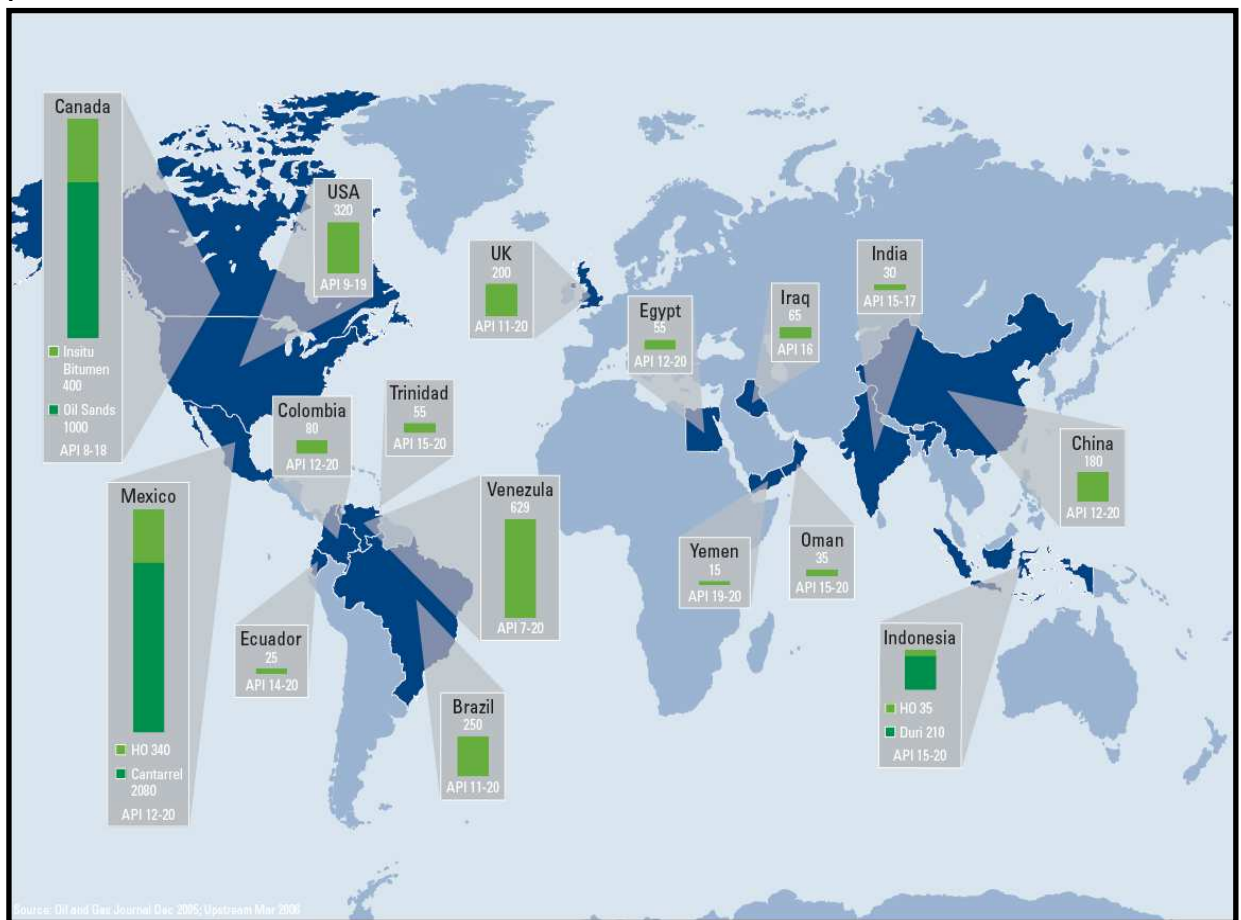 Canada
Insitu
Bitumen
400
Oil Sands
1000
API 8-18
USA
320
API 9-19
UK
200
API 11-20
Egypt
55
API 12-20
Iraq
65
API 16
India
30
API 15-17
Trinidad
55
API 15-20
Colombia
80
API 12-20
Mexico
HO 340
Cantarrel
2080
API 12-20
Venezula
629
API 7-20
China
180
API 12-20
Yemen
15
API 19-20
Oman
35
API 15-20
Ecuador
25
API 14-20
Brazil
250
API 11-20
Indonesia
HO 35
Duri 210
API 15-20
Source: Oil and Gas Journal Dec 2005; Upstream Mar 2006